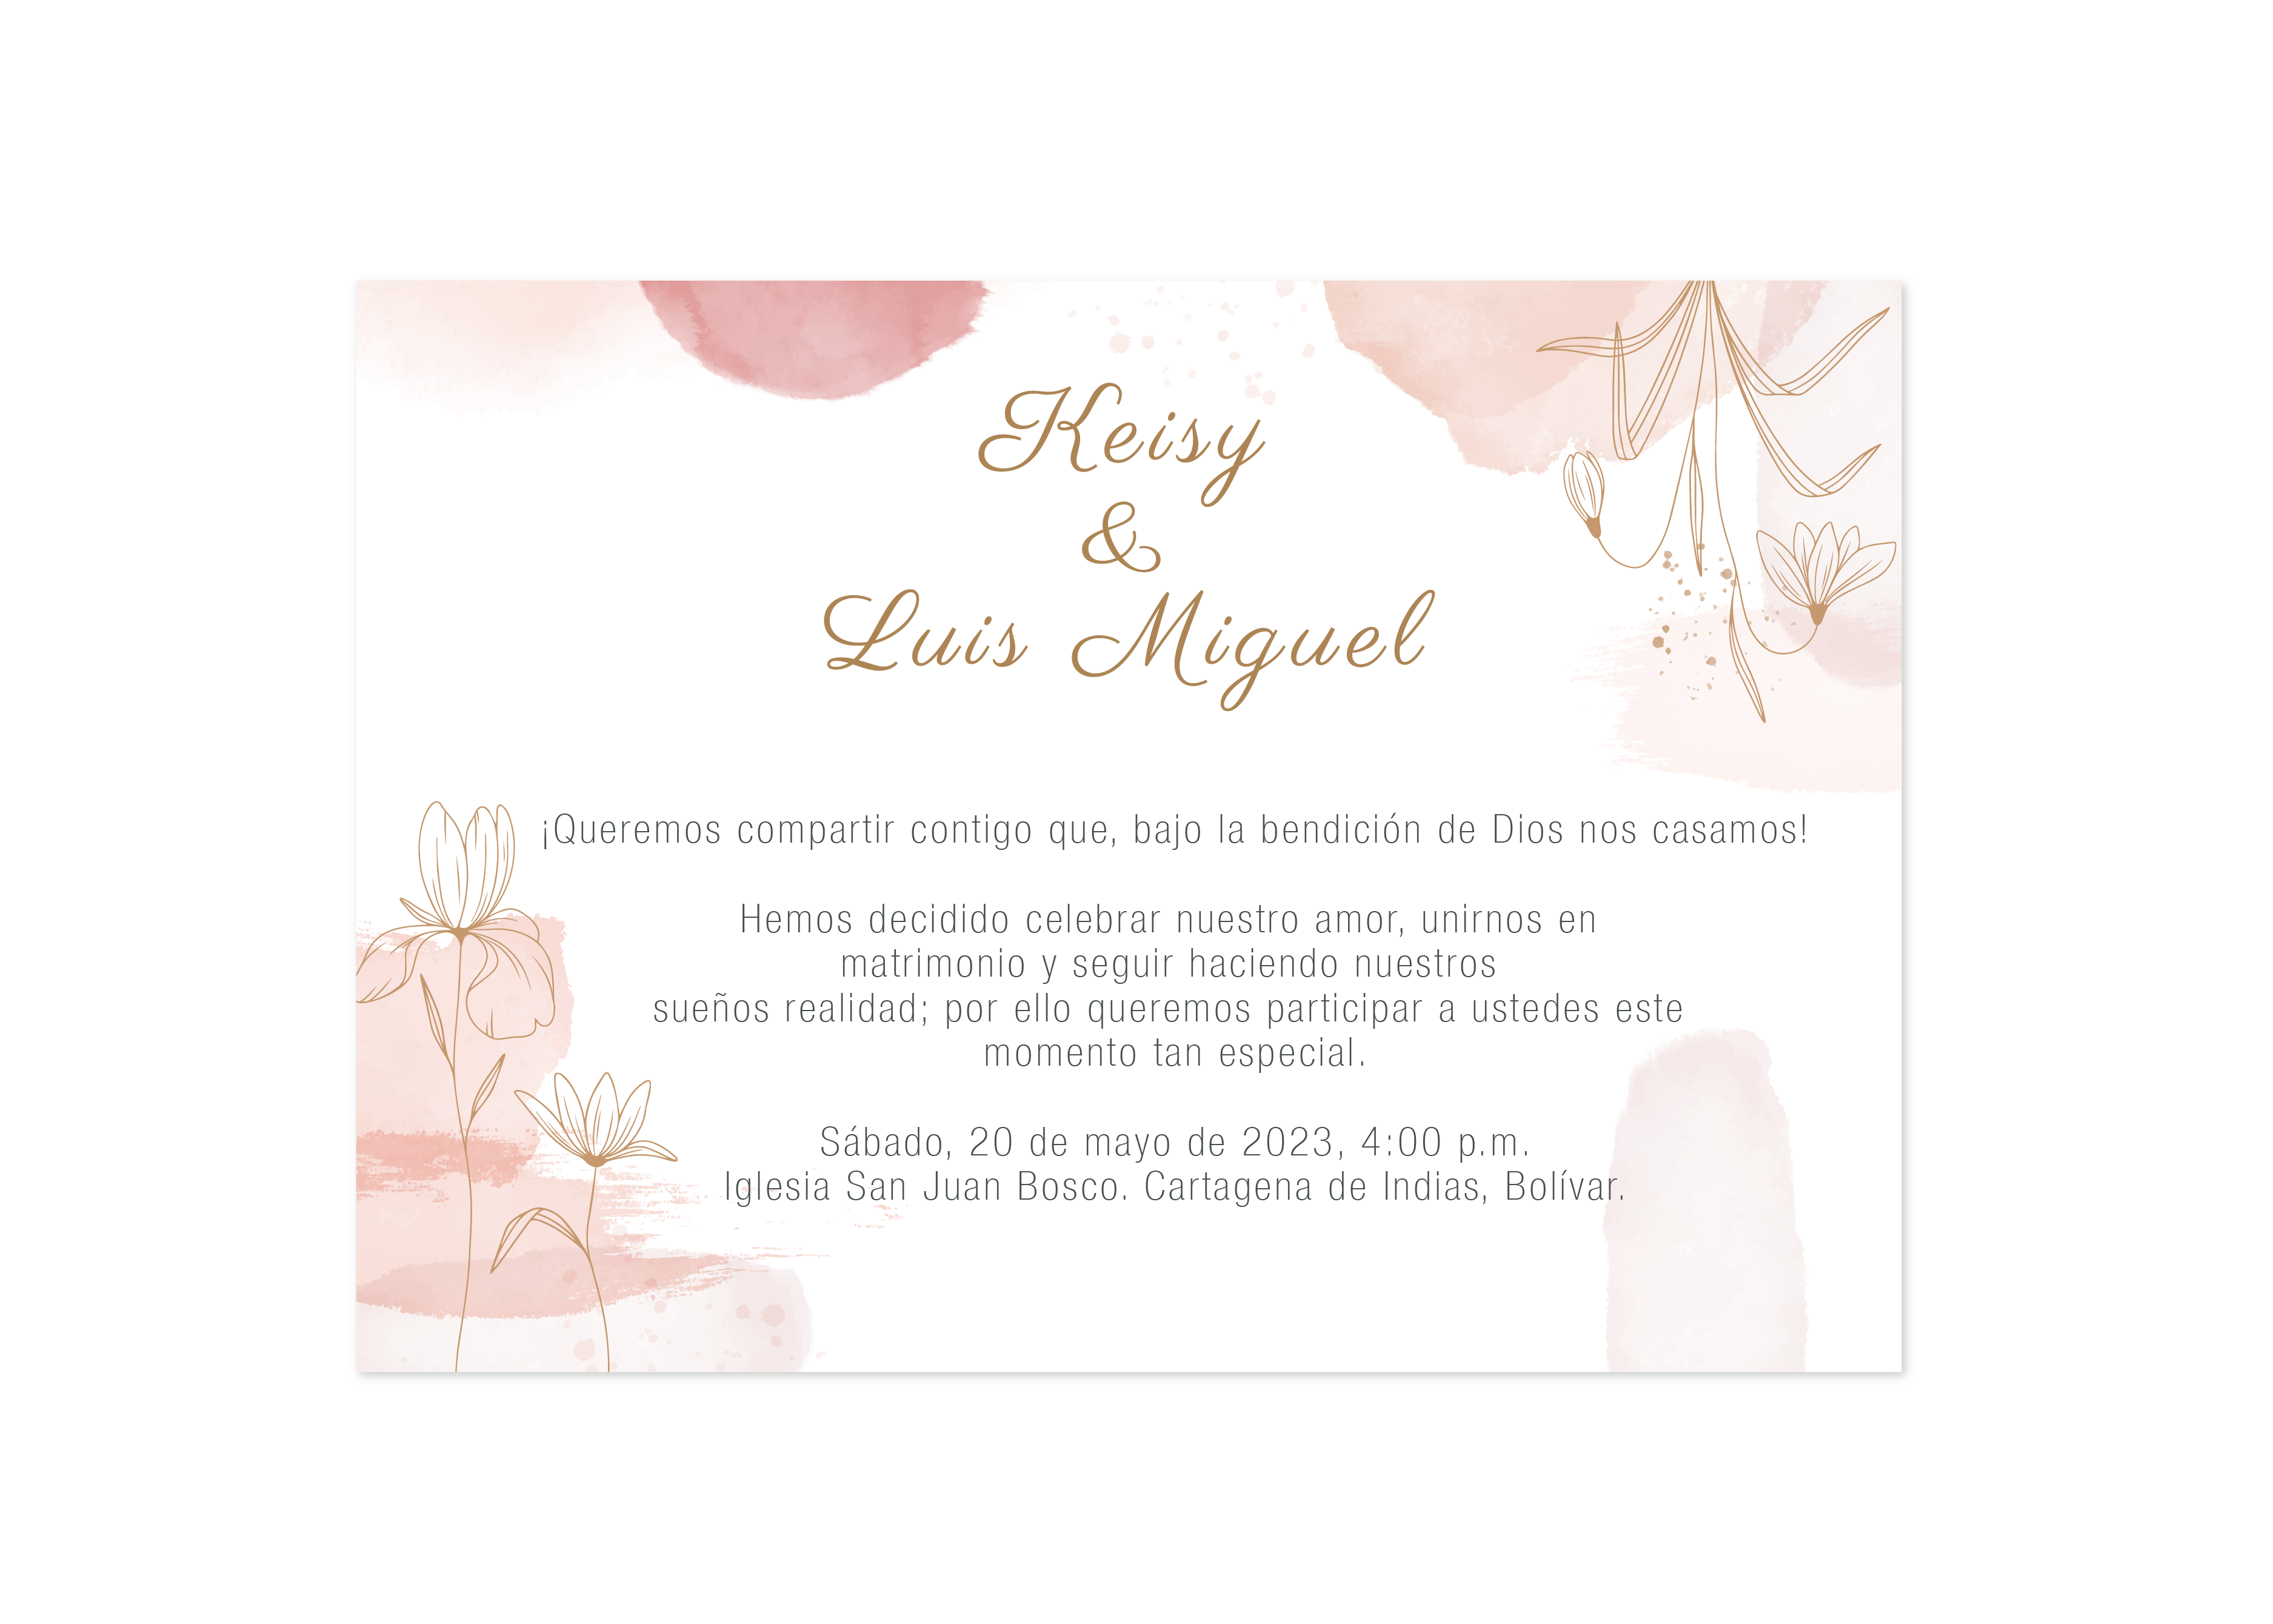 Keisy
&
Luis Miguel
¡Queremos compartir contigo que, bajo la bendición de Dios nos casamos!
Hemos decidido celebrar nuestro amor, unirnos en
matrimonio y seguir haciendo nuestros
sueños realidad; por ello queremos participar a ustedes este
momento tan especial.
Sábado, 20 de mayo de 2023, 4:00 p.m.
Iglesia San Juan Bosco. Cartagena de Indias, Bolívar.